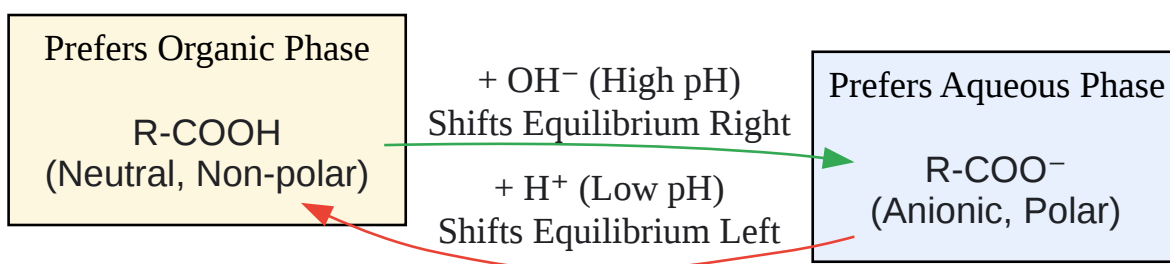 Prefers Organic Phase
R-COOH
(Neutral, Non-polar)
+ OH⁻ (High pH)
Shifts Equilibrium Right
+ H⁺ (Low pH)
Shifts Equilibrium Left
Prefers Aqueous Phase
R-COO⁻
(Anionic, Polar)